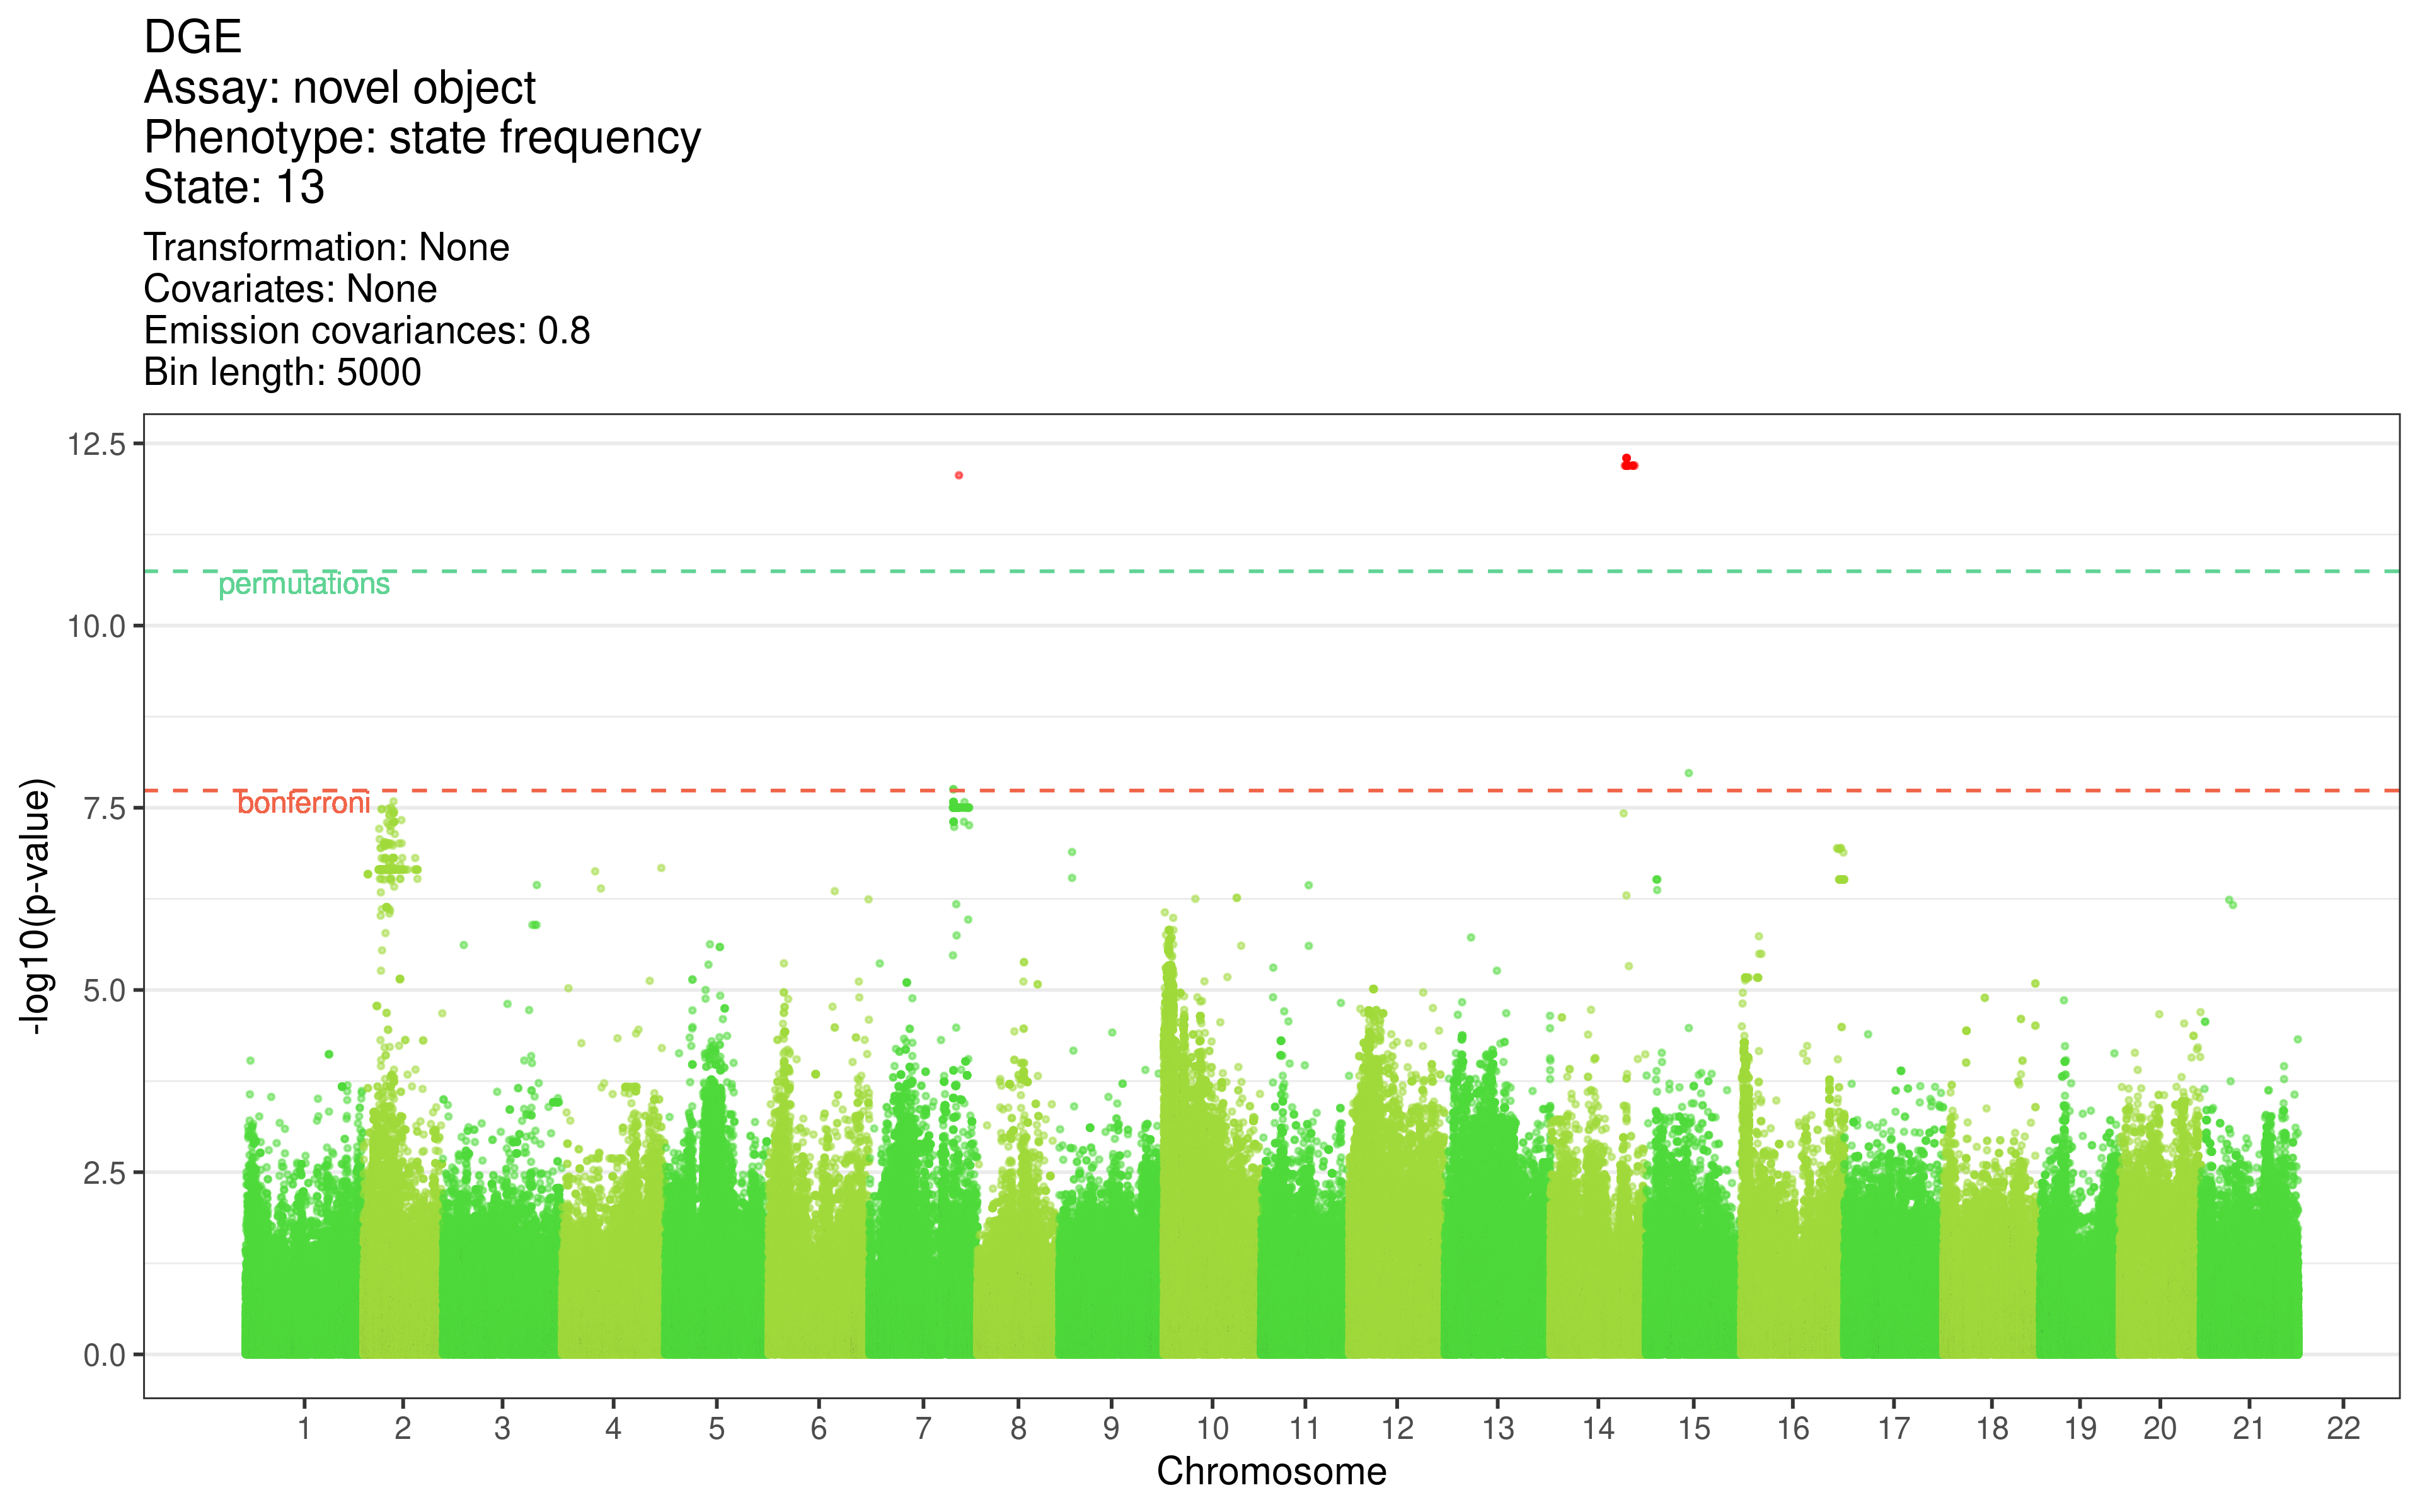 DGE
Assay: novel object
Phenotype: state frequency
State: 13
Transformation: None
Covariates: None
Emission covariances: 0.8
Bin length: 5000
12.5
permutations
10.0
bonferroni
7.5
5.0
2.5
0.0
-log10(p-value)
1 2 3 4 5 6 7 8 9 10 11 12 13 14 15 16 17 18 19 20 21 22
Chromosome